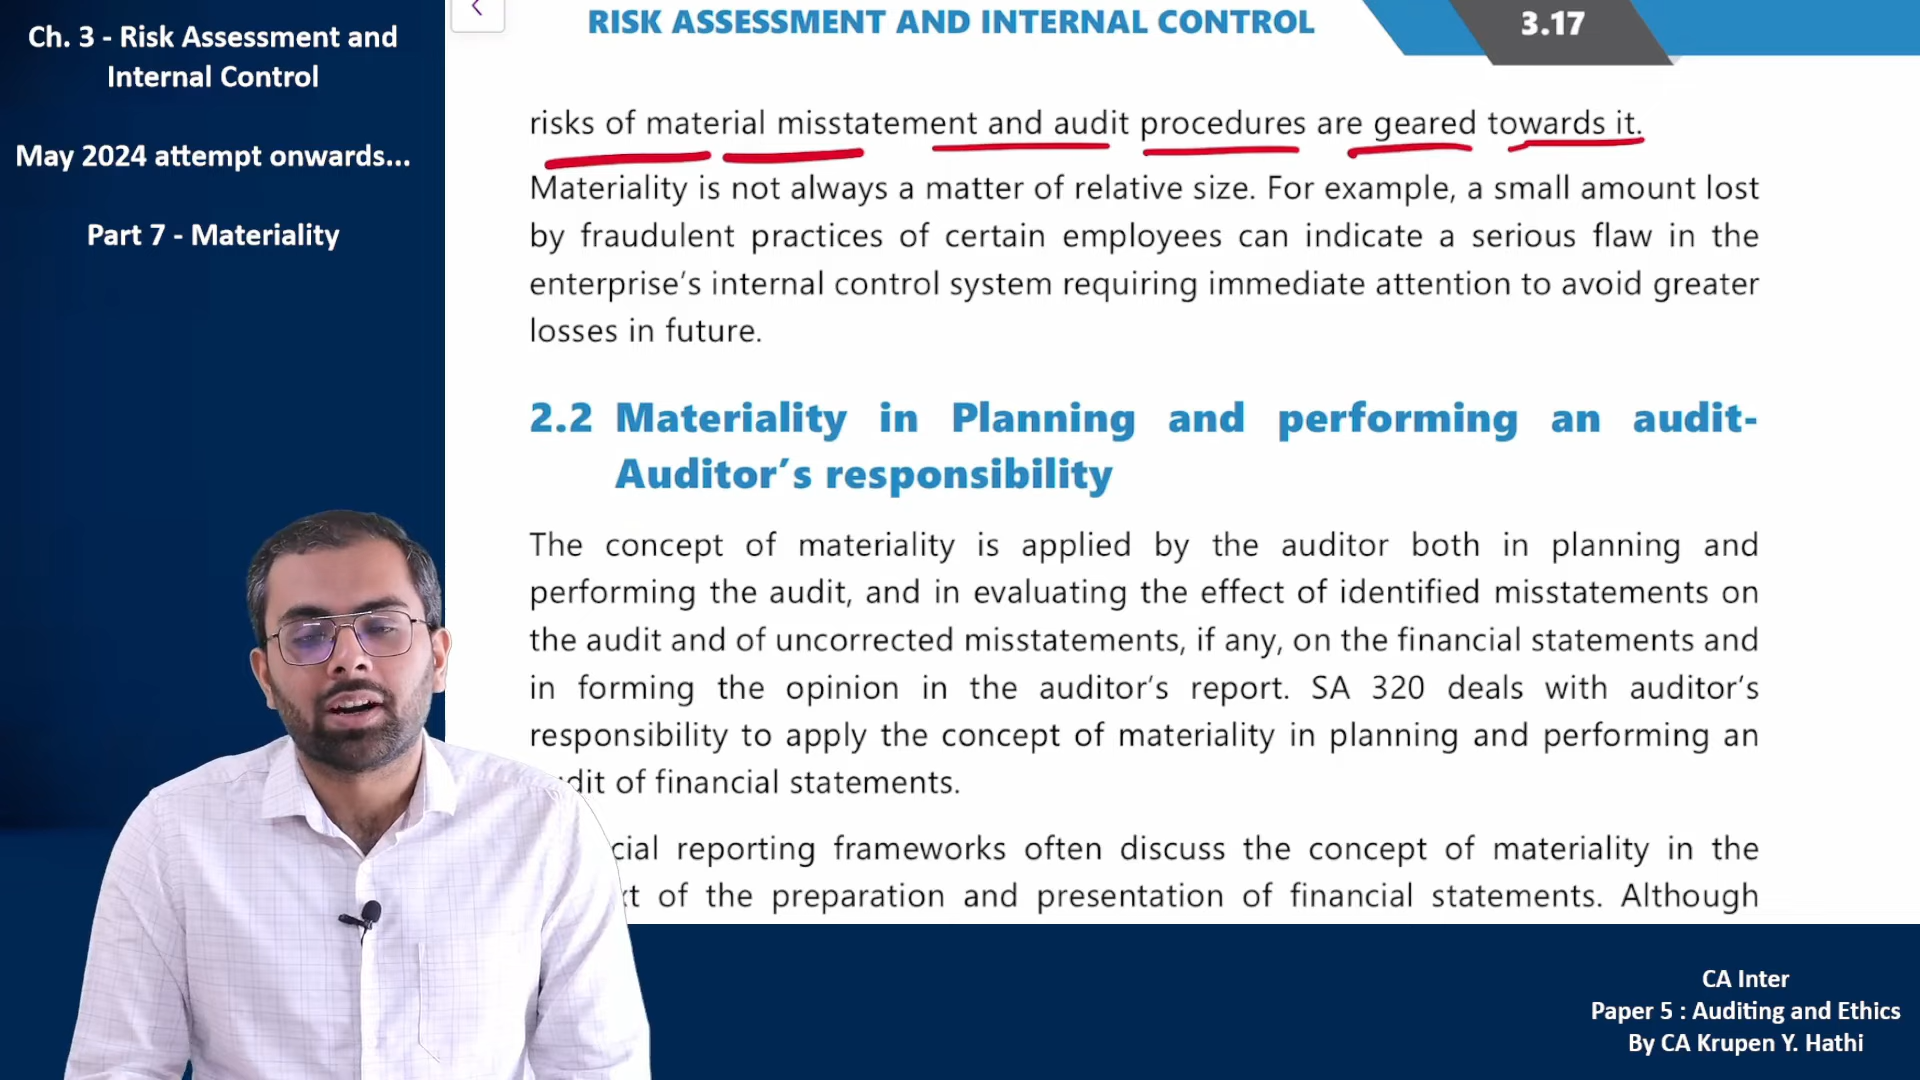 Ch. 3 - Risk Assessment and
Internal Control
May 2024 attempt onwards...
Part 7 - Materiality
RISK ASSESSMENT AND INTERNAL CONTROL
3.17
risks of material misstatement and audit procedures are geared towards it.
Materiality is not always a matter of relative size. For example, a small amount lost
by fraudulent practices of certain employees can indicate a serious flaw in the
enterprise’s internal control system requiring immediate attention to avoid greater
losses in future.
2.2 Materiality in Planning and performing an audit-
Auditor’s responsibility
The concept of materiality is applied by the auditor both in planning and
performing the audit, and in evaluating the effect of identified misstatements on
the audit and of uncorrected misstatements, if any, on the financial statements and
in forming the opinion in the auditor’s report. SA 320 deals with auditor’s
responsibility to apply the concept of materiality in planning and performing an
of financial statements.
reporting frameworks often discuss the concept of materiality in the
of the preparation and presentation of financial statements. Although
CA Inter
Paper 5 : Auditing and Ethics
By CA Krupen Y. Hathi